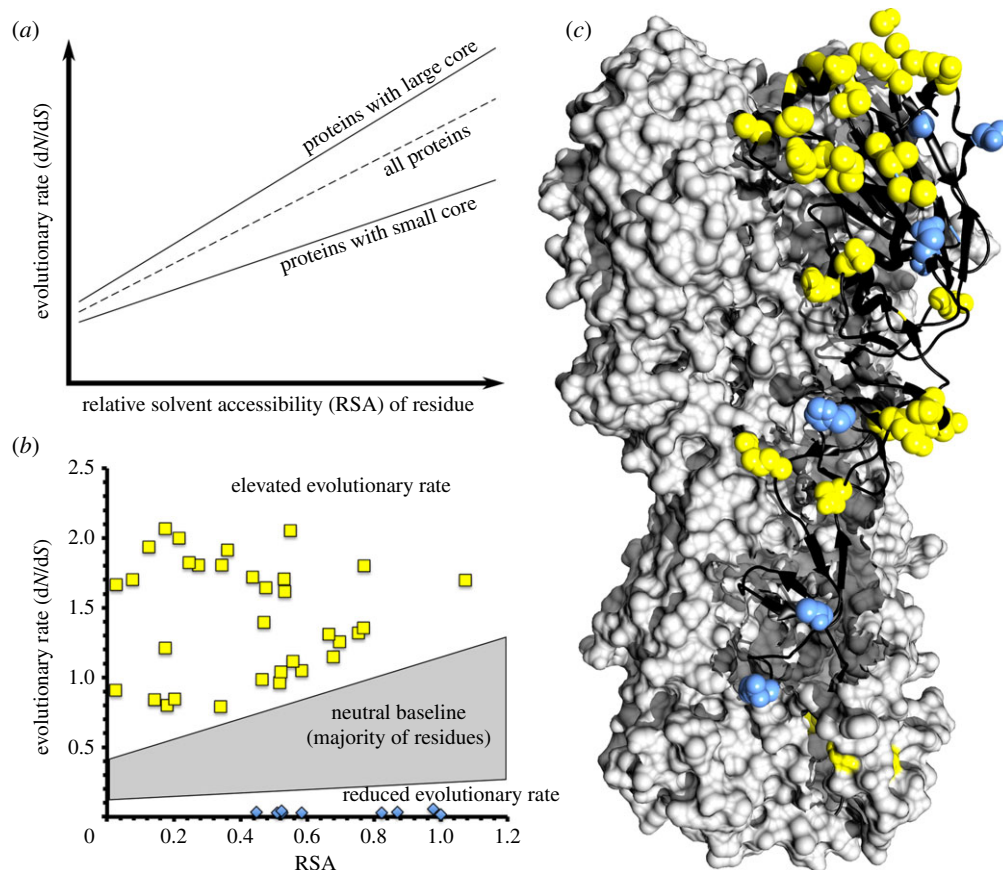 (a)
evolutionary rate (dN/dS)
proteins with large core
all proteins
proteins with small core
relative solvent accessibility (RSA) of residue
(b)
evolutionary rate (dN/dS)
2.5
2.0
1.5
1.0
0.5
elevated evolutionary rate
neutral baseline
(majority of residues)
reduced evolutionary rate
0
0.2
0.4
0.6
0.8
1.0
1.2
RSA
(c)